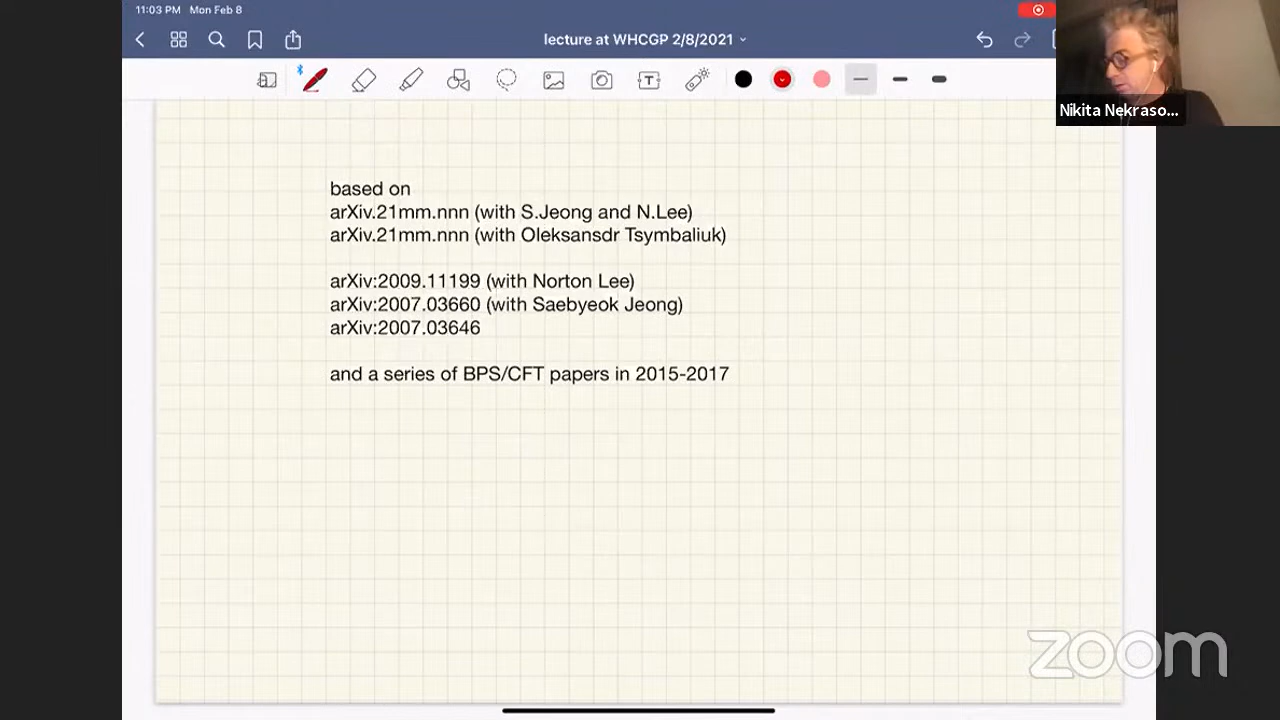 11:03 PM Mon Feb 8
lecture at WHCGP 2/8/2021
Nikita Nekraso...
based on
arXiv.21mm.nnn (with S.Jeong and N.Lee)
arXiv.21mm.nnn (with Oleksansdr Tsymbaliuk)
arXiv:2009.11199 (with Norton Lee)
arXiv:2007.03660 (with Saebyeok Jeong)
arXiv:2007.03646
and a series of BPS/CFT papers in 2015-2017
zoom